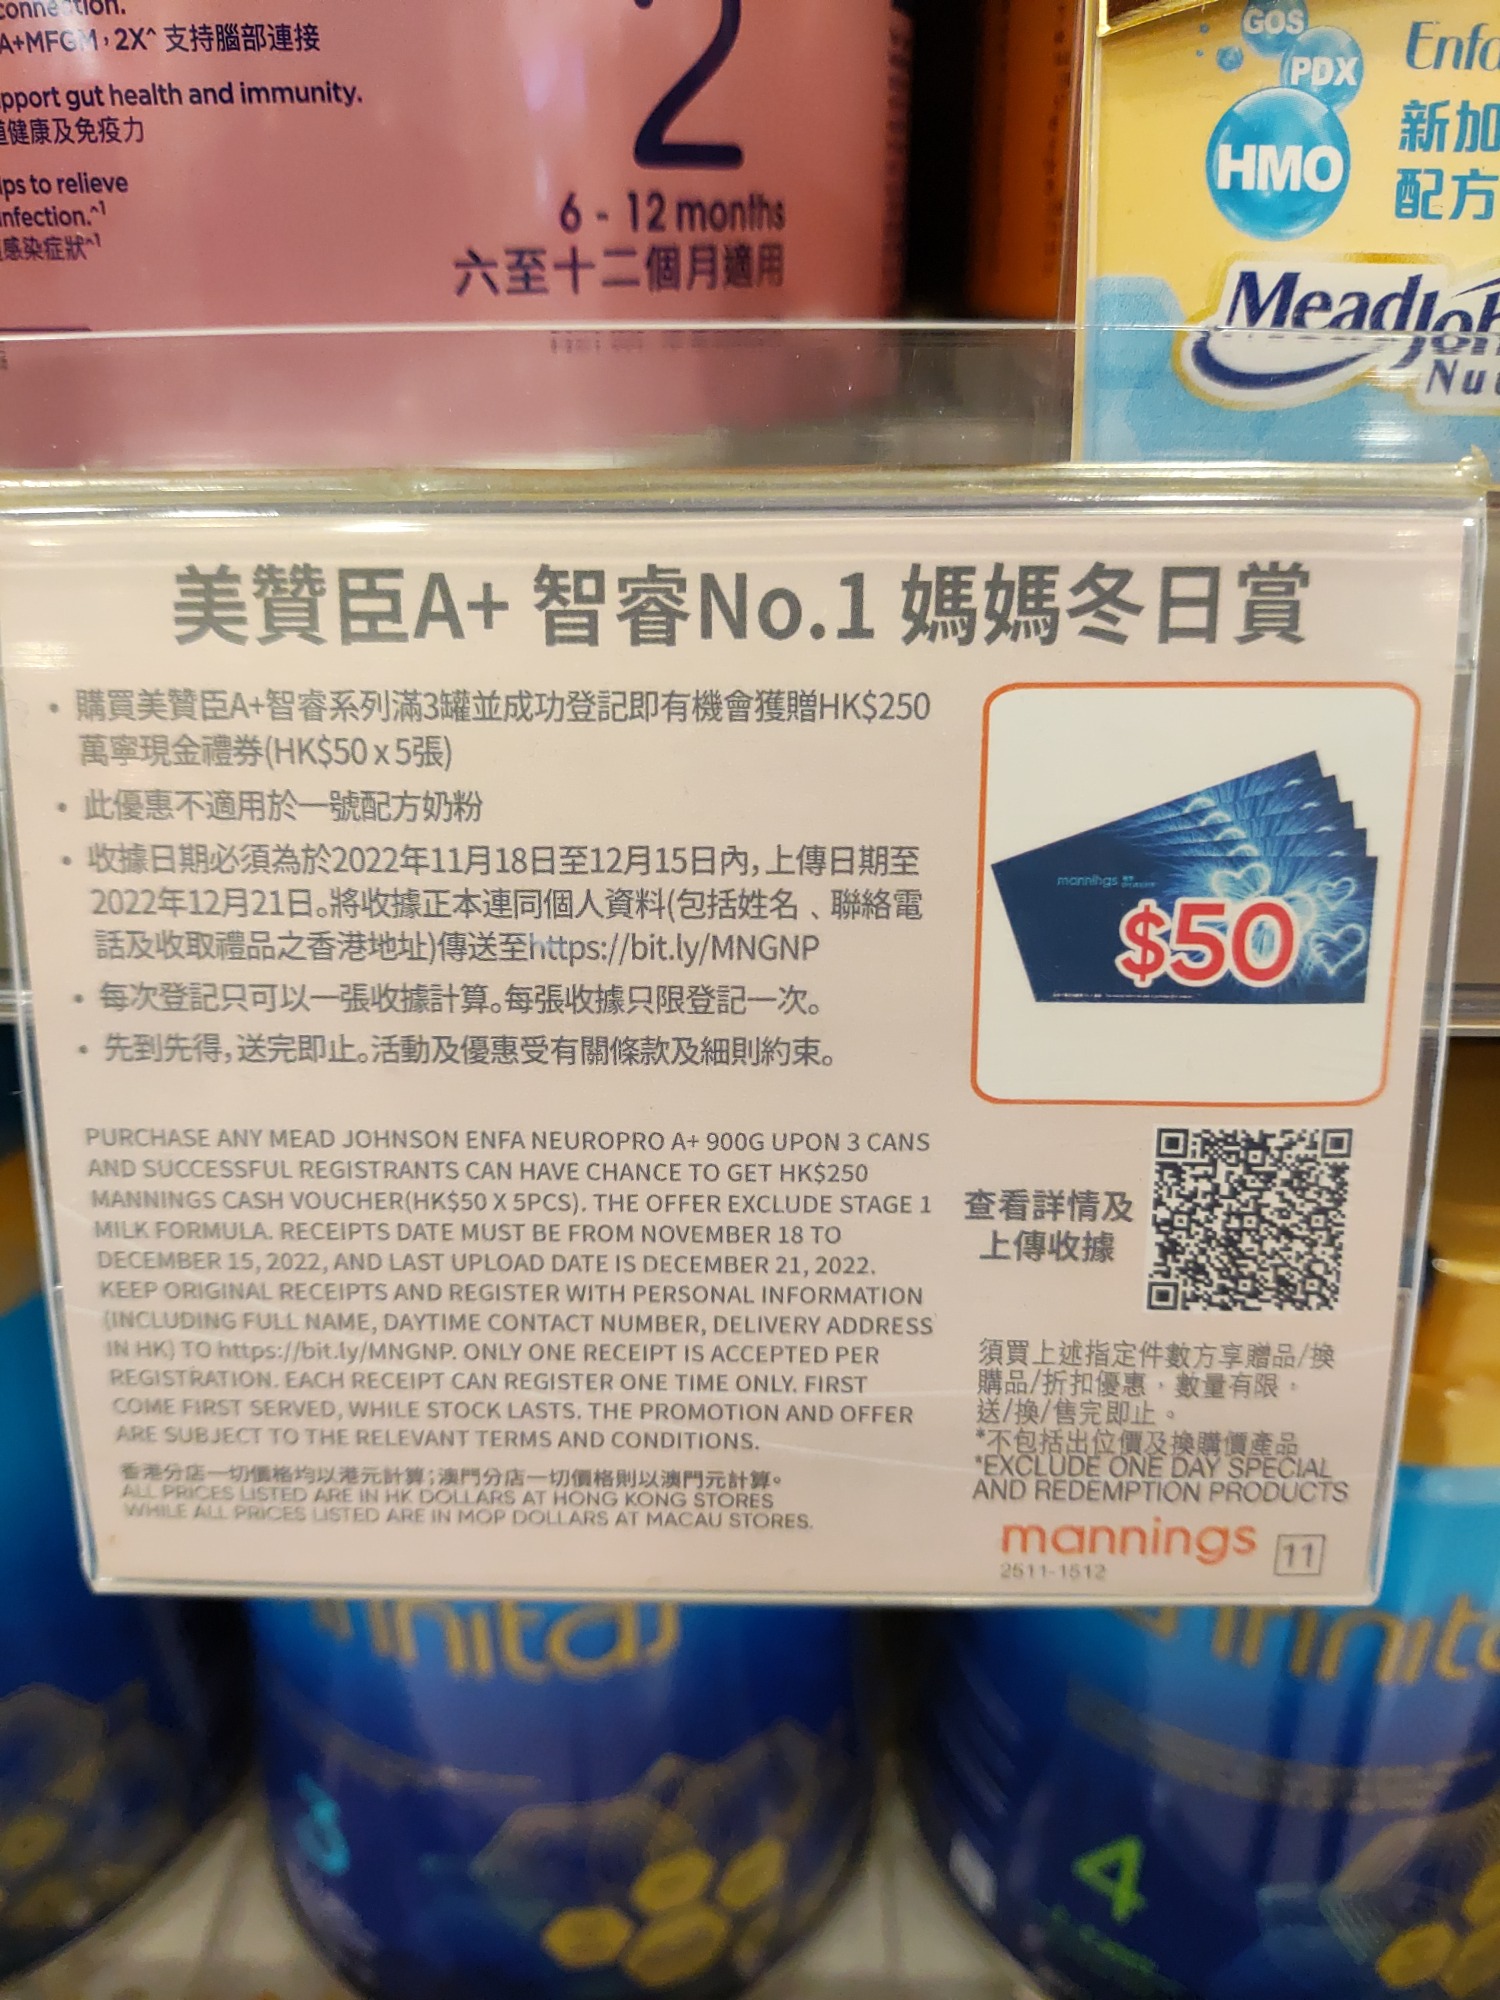 connection.
A+MFGM，2X^ 支持腦部連接
pport gut health and immunity.
健康及免疫力
lps to relieve
nfection.^1
感染症狀^1
2
6 - 12 months
六至十二個月適用
GOS
PDX
HMO
Enfa
新加
配方
MeadJoh
Nu
美贊臣A+ 智睿No.1 媽媽冬日賞
• 購買美贊臣A+智睿系列滿3罐並成功登記即有機會獲贈HK$250
萬寧現金禮券(HK$50 x 5張)
• 此優惠不適用於一號配方奶粉
• 收據日期必須為於2022年11月18日至12月15日內，上傳日期至
2022年12月21日。將收據正本連同個人資料(包括姓名、聯絡電
話及收取禮品之香港地址)傳送至https://bit.ly/MNGNP
• 每次登記只可以一張收據計算。每張收據只限登記一次。
• 先到先得，送完即止。活動及優惠受有關條款及細則約束。
mannings
$50
PURCHASE ANY MEAD JOHNSON ENFA NEUROPRO A+ 900G UPON 3 CANS
AND SUCCESSFUL REGISTRANTS CAN HAVE CHANCE TO GET HK$250
MANNINGS CASH VOUCHER(HK$50 X 5PCS). THE OFFER EXCLUDE STAGE 1
MILK FORMULA. RECEIPTS DATE MUST BE FROM NOVEMBER 18 TO
DECEMBER 15, 2022, AND LAST UPLOAD DATE IS DECEMBER 21, 2022.
KEEP ORIGINAL RECEIPTS AND REGISTER WITH PERSONAL INFORMATION
(INCLUDING FULL NAME, DAYTIME CONTACT NUMBER, DELIVERY ADDRESS
IN HK) TO https://bit.ly/MNGNP. ONLY ONE RECEIPT IS ACCEPTED PER
REGISTRATION. EACH RECEIPT CAN REGISTER ONE TIME ONLY. FIRST
COME FIRST SERVED, WHILE STOCK LASTS. THE PROMOTION AND OFFER
ARE SUBJECT TO THE RELEVANT TERMS AND CONDITIONS.
香港分店一切價格均以港元計算；澳門分店一切價格則以澳門元計算。
ALL PRICES LISTED ARE IN HK DOLLARS AT HONG KONG STORES
WHILE ALL PRICES LISTED ARE IN MOP DOLLARS AT MACAU STORES.
查看詳情及
上傳收據
須買上述指定件數方享贈品/換
購品/折扣優惠，數量有限，
送/換/售完即止。
*不包括出位價及換購價產品
*EXCLUDE ONE DAY SPECIAL
AND REDEMPTION PRODUCTS
mannings
11
2511-1512
nita
3
init
4